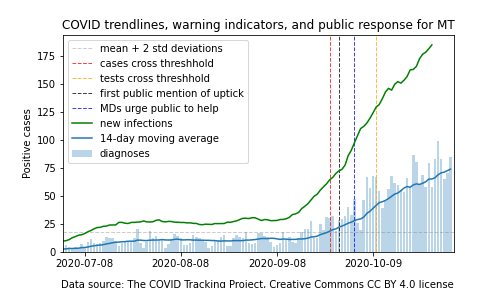 COVID trendlines, warning indicators, and public response for MT
mean + 2 std deviations
cases cross threshhold
tests cross threshhold
first public mention of uptick
MDs urge public to help
new infections
14-day moving average
diagnoses
Positive cases
175
150
125
100
75
50
25
0
2020-07-08
2020-08-08
2020-09-08
2020-10-09
Data source: The COVID Tracking Project, Creative Commons CC BY 4.0 license